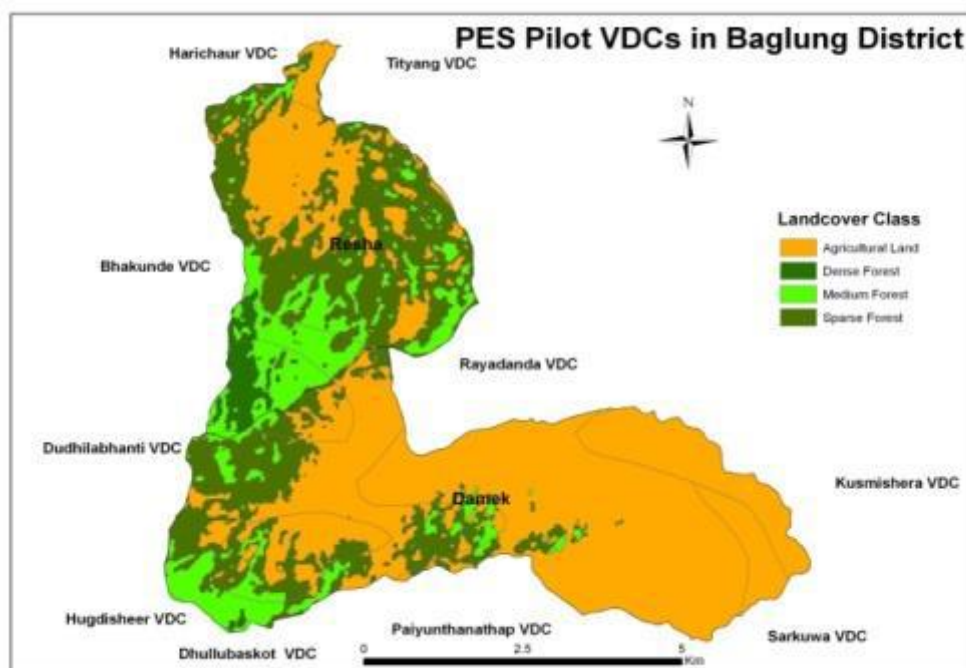 PES Pilot VDCs in Baglung District
Harichaur VDC
Tityang VDC
N
Landcover Class
Agricultural Land
Dense Forest
Medium Forest
Sparse Forest
Resha
Bhakunde VDC
Rayadanda VDC
Dudhilabhanti VDC
Kusmishera VDC
Damek
Hugdisheer VDC
Paiyunthanathap VDC
Sarkuwa VDC
Dhullubaskot VDC
0 2.5 5
Km